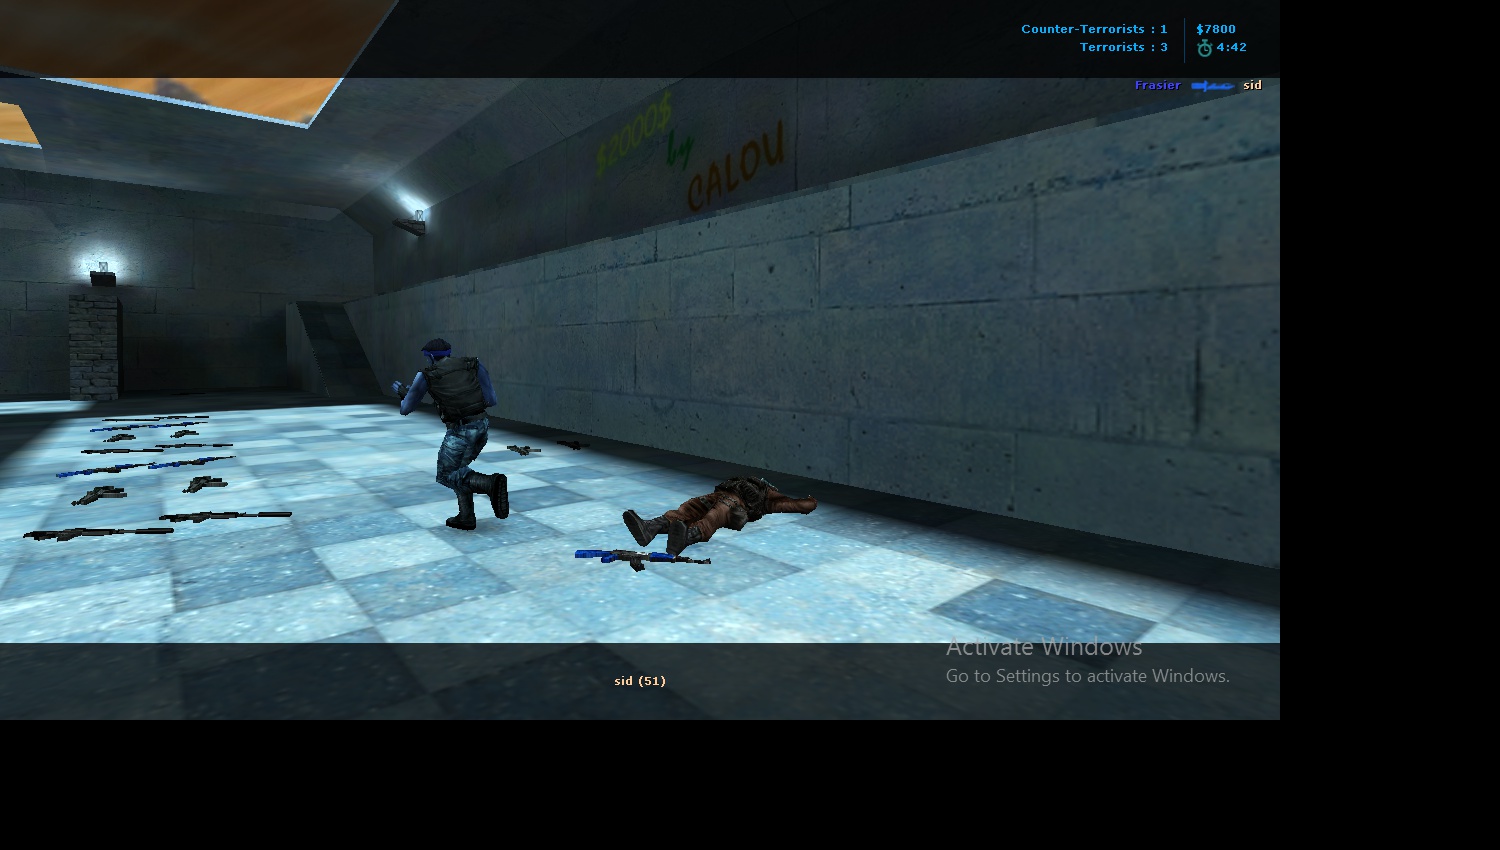 Counter-Terrorists : 1 $7800
Terrorists : 3 4:42
Frasier sid
$2000$
by
CALOU
Activate Windows
Go to Settings to activate Windows.
sid (51)